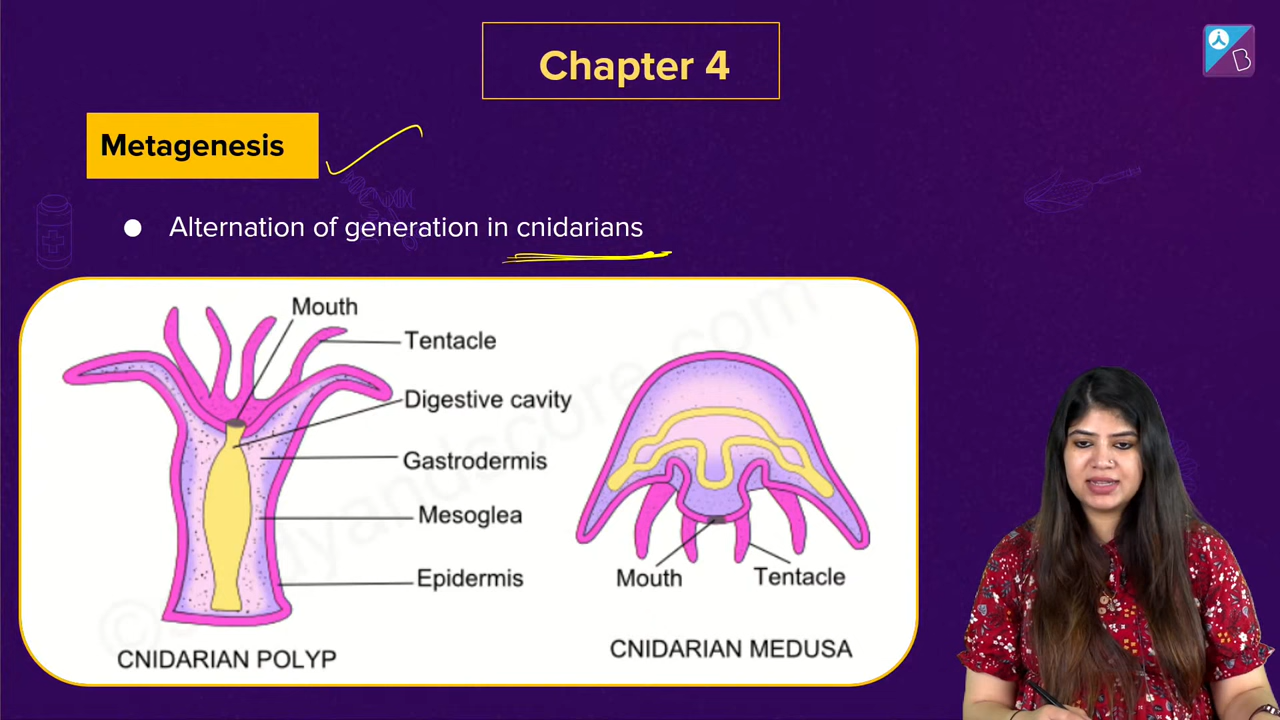 Chapter 4
Metagenesis
Alternation of generation in cnidarians
Mouth
Tentacle
Digestive cavity
Gastrodermis
Mesoglea
Epidermis
CNIDARIAN POLYP
Mouth
Tentacle
CNIDARIAN MEDUSA
B